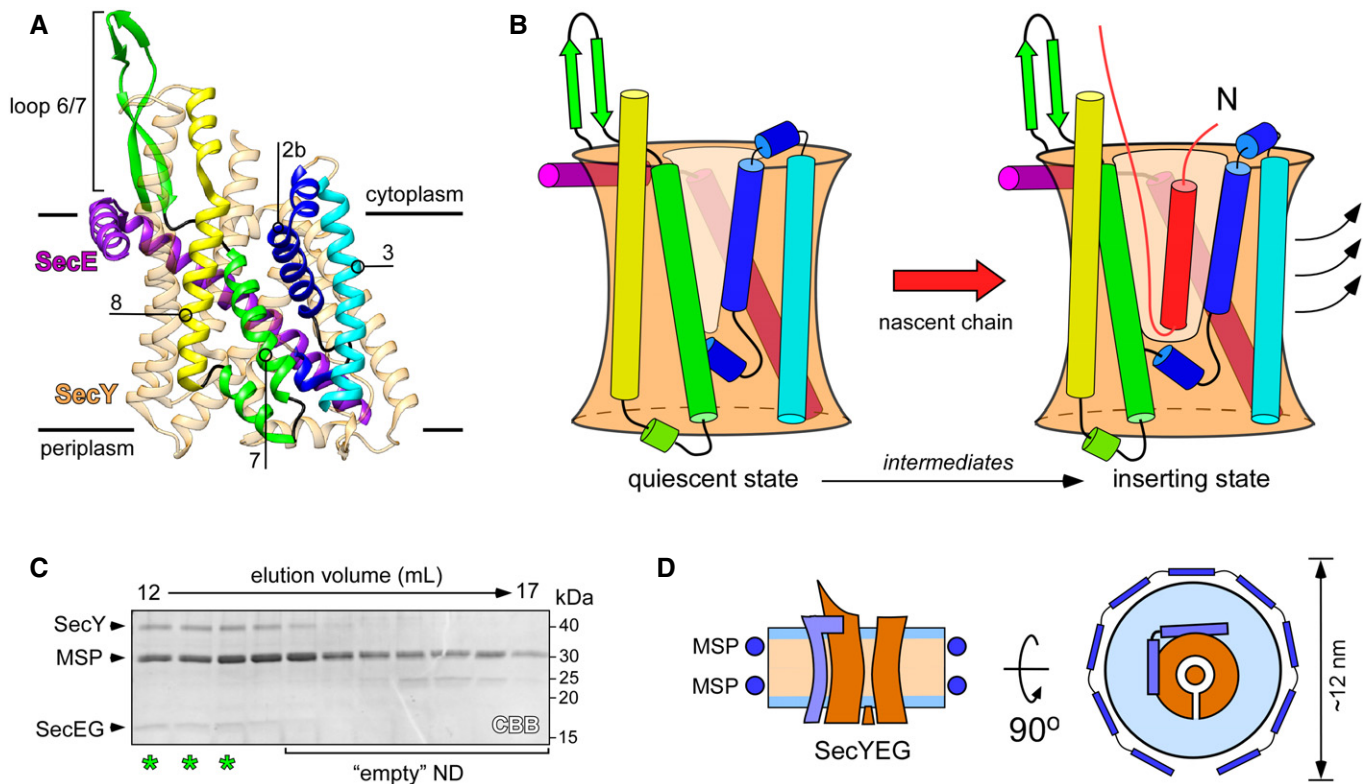 A
loop 6/7
2b
cytoplasm
SecE
3
8
SecY
periplasm
7
B
N
nascent chain
quiescent state
intermediates
inserting state
C
elution volume (mL)
12
17
kDa
SecY
40
MSP
30
25
20
SecEG
CBB
15
* * *
"empty" ND
D
MSP
MSP
SecYEG
90º
~12 nm